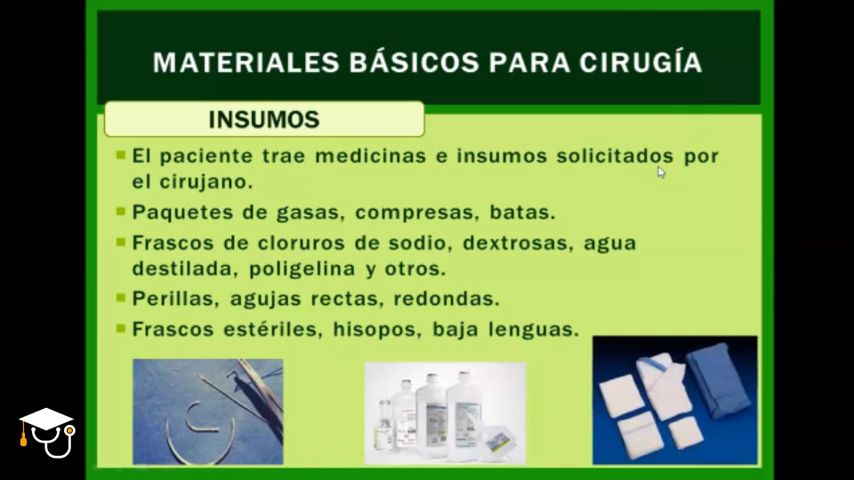 MATERIALES BÁSICOS PARA CIRUGÍA
INSUMOS
El paciente trae medicinas e insumos solicitados por
el cirujano.
Paquetes de gasas, compresas, batas.
Frascos de cloruros de sodio, dextrosas, agua
destilada, poligelina y otros.
Perillas, agujas rectas, redondas.
Frascos estériles, hisopos, baja lenguas.